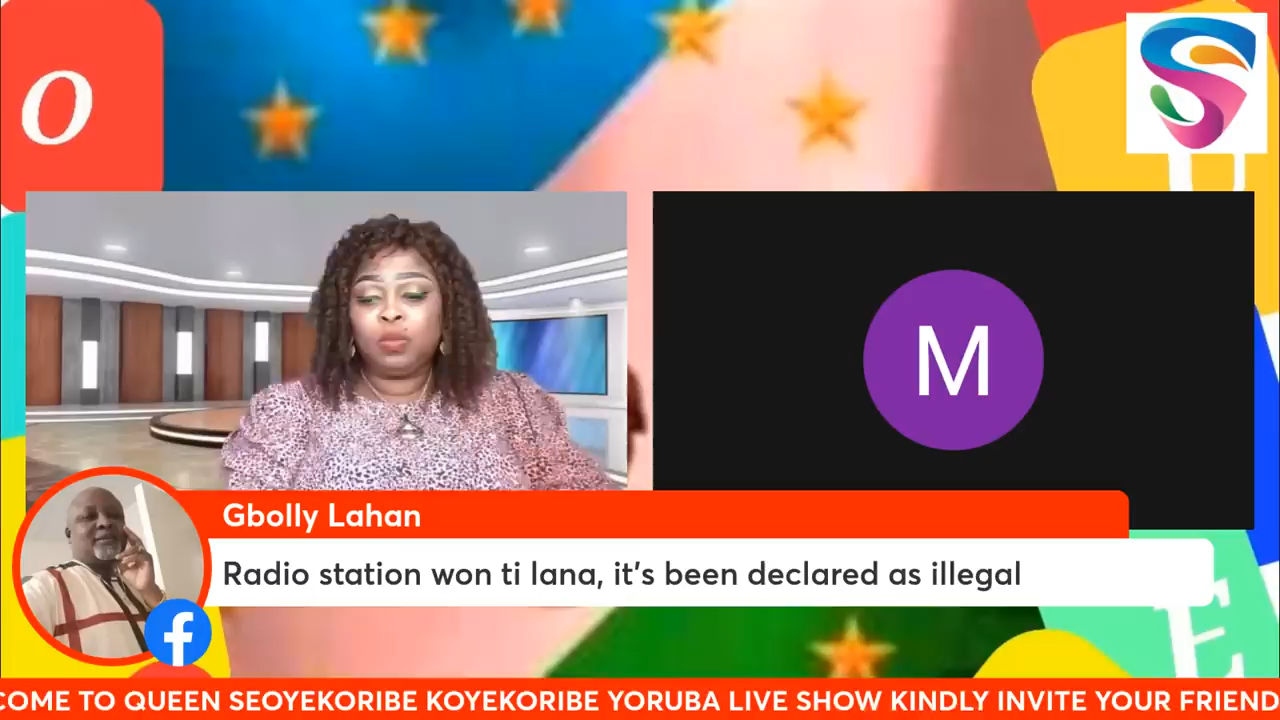 O
M
Gbolly Lahan
Radio station won ti lana, it's been declared as illegal
COME TO QUEEN SEOYEKORIBE KOYEKORIBE YORUBA LIVE SHOW KINDLY INVITE YOUR FRIEND